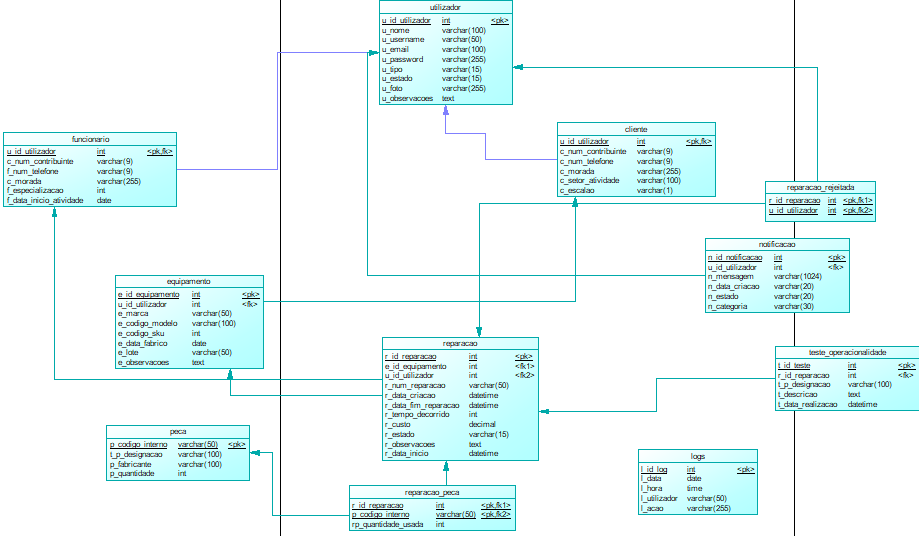 utilizador
u_id_utilizador int <pk>
u_nome varchar(100)
u_username varchar(50)
u_email varchar(100)
u_password varchar(255)
u_tipo varchar(15)
u_estado varchar(15)
u_foto varchar(255)
u_observacoes text
funcionario
u_id_utilizador int <pk,fk>
c_num_contribuinte varchar(9)
f_num_telefone varchar(9)
c_morada varchar(255)
f_especializacao int
f_data_inicio_atividade date
cliente
u_id_utilizador int <pk,fk>
c_num_contribuinte varchar(9)
c_num_telefone varchar(9)
c_morada varchar(255)
c_setor_atividade varchar(100)
c_escalao varchar(1)
reparacao_rejeitada
r_id_reparacao int <pk,fk1>
u_id_utilizador int <pk,fk2>
notificacao
n_id_notificacao int <pk>
u_id_utilizador int <fk>
n_mensagem varchar(1024)
n_data_criacao varchar(20)
n_estado varchar(20)
n_categoria varchar(30)
equipamento
e_id_equipamento int <pk>
u_id_utilizador int <fk>
e_marca varchar(50)
e_codigo_modelo varchar(100)
e_codigo_sku int
e_data_fabrico date
e_lote varchar(50)
e_observacoes text
reparacao
r_id_reparacao int <pk>
e_id_equipamento int <fk1>
u_id_utilizador int <fk2>
r_num_reparacao varchar(50)
r_data_criacao datetime
r_data_fim_reparacao datetime
r_tempo_decorrido int
r_custo decimal
r_estado varchar(15)
r_observacoes text
r_data_inicio datetime
teste_operacionalidade
t_id_teste int <pk>
r_id_reparacao int <fk>
t_p_designacao varchar(100)
t_descricao text
t_data_realizacao datetime
peca
p_codigo_interno varchar(50) <pk>
t_p_designacao varchar(100)
p_fabricante varchar(100)
p_quantidade int
logs
l_id_log int <pk>
l_data date
l_hora time
l_utilizador varchar(50)
l_acao varchar(255)
reparacao_peca
r_id_reparacao int <pk,fk1>
p_codigo_interno varchar(50) <pk,fk2>
rp_quantidade_usada int